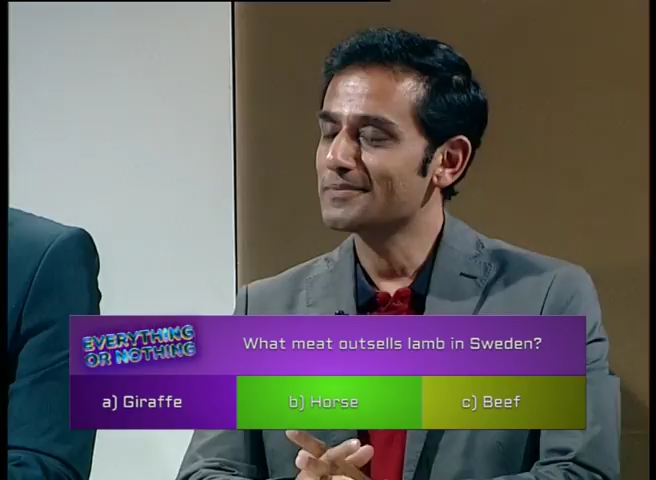 EVERYTHING
OR NOTHING
What meat outsells lamb in Sweden?
a) Giraffe
b) Horse
c) Beef